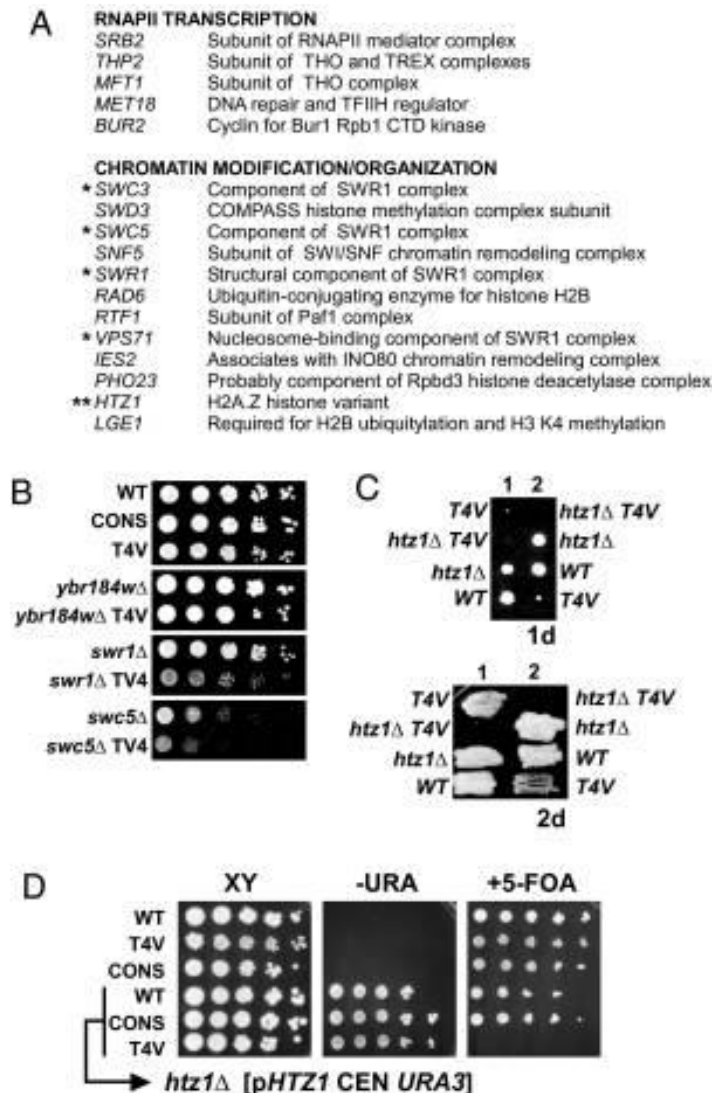 A
RNAPII TRANSCRIPTION
SRB2 Subunit of RNAPII mediator complex
THP2 Subunit of THO and TREX complexes
MFT1 Subunit of THO complex
MET18 DNA repair and TFIIH regulator
BUR2 Cyclin for Bur1 Rpb1 CTD kinase
CHROMATIN MODIFICATION/ORGANIZATION
*SWC3 Component of SWR1 complex
SWD3 COMPASS histone methylation complex subunit
*SWC5 Component of SWR1 complex
SNF5 Subunit of SWI/SNF chromatin remodeling complex
*SWR1 Structural component of SWR1 complex
RAD6 Ubiquitin-conjugating enzyme for histone H2B
RTF1 Subunit of Paf1 complex
*VPS71 Nucleosome-binding component of SWR1 complex
IES2 Associates with INO80 chromatin remodeling complex
PHO23 Probably component of Rpbd3 histone deacetylase complex
**HTZ1 H2A.Z histone variant
LGE1 Required for H2B ubiquitylation and H3 K4 methylation
B
WT
CONS
T4V
ybr184wΔ
ybr184wΔ T4V
swr1Δ
swr1Δ TV4
swc5Δ
swc5Δ TV4
C
1 2
T4V htz1Δ T4V
htz1Δ T4V htz1Δ
htz1Δ WT
WT T4V
1d
1 2
T4V htz1Δ T4V
htz1Δ T4V htz1Δ
htz1Δ WT
WT T4V
2d
D
XY -URA +5-FOA
WT
T4V
CONS
WT
CONS
T4V
htz1Δ [pHTZ1 CEN URA3]